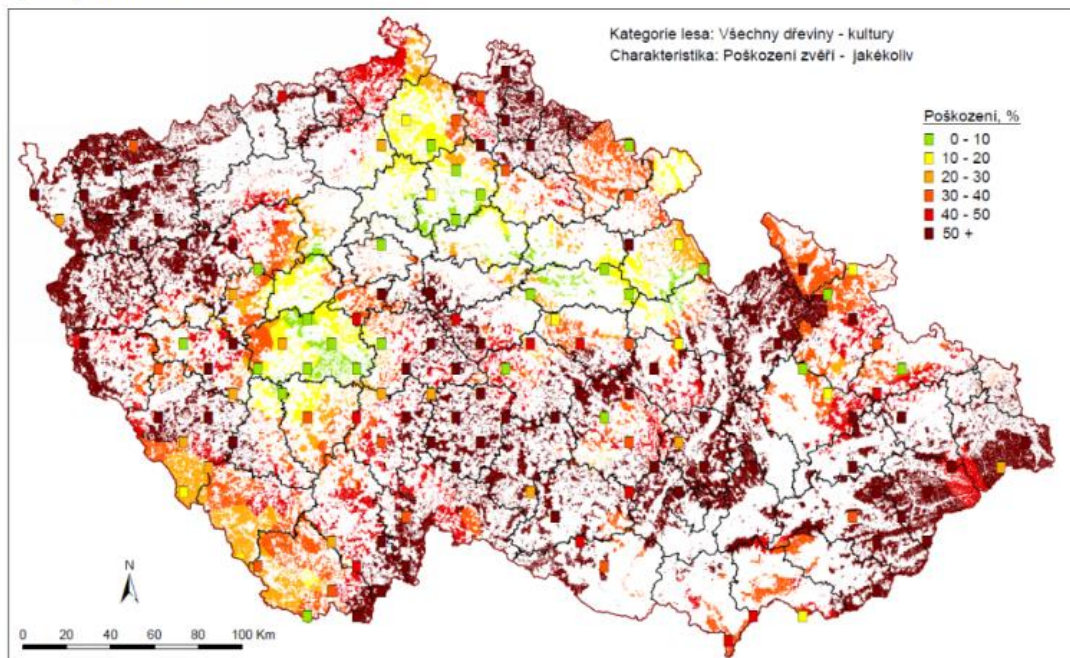 Kategorie lesa: Všechny dřeviny - kultury
Charakteristika: Poškození zvěří - jakékoliv
Poškození, %
0 - 10
10 - 20
20 - 30
30 - 40
40 - 50
50 +
N
0 20 40 60 80 100 Km